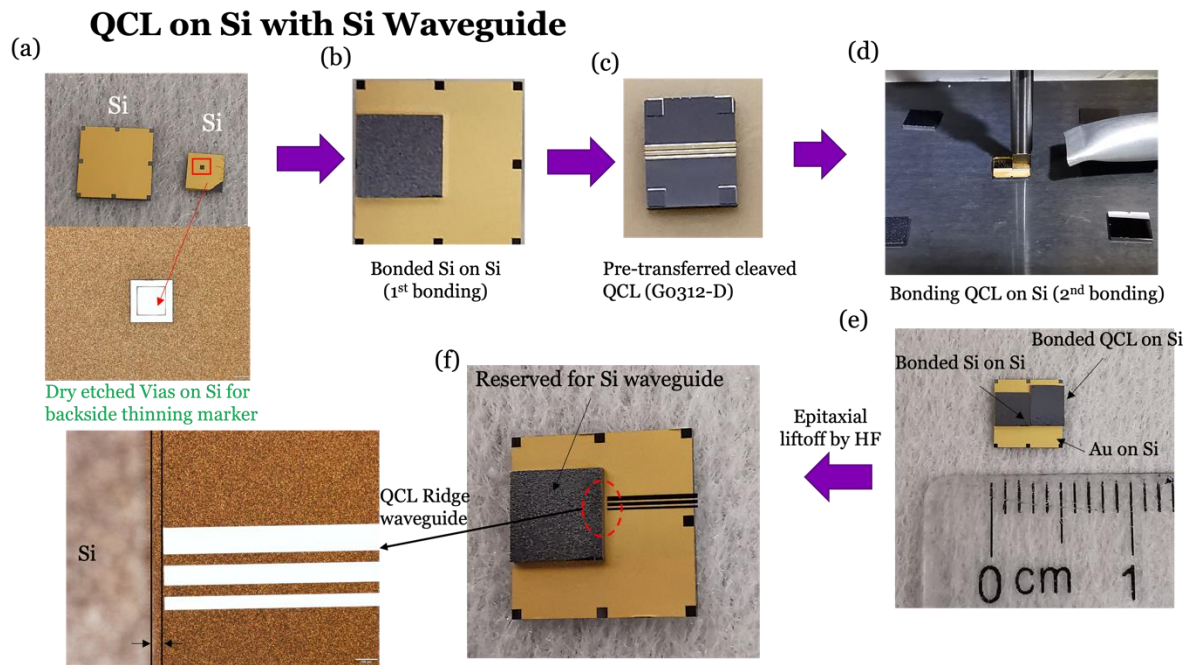 QCL on Si with Si Waveguide
(a)
Si
Si
Dry etched Vias on Si for
backside thinning marker
(b)
Bonded Si on Si
(1st bonding)
(c)
Pre-transferred cleaved
QCL (G0312-D)
(d)
Bonding QCL on Si (2nd bonding)
(e)
Bonded QCL on Si
Bonded Si on Si
Au on Si
0 cm 1
Epitaxial
liftoff by HF
(f)
Reserved for Si waveguide
QCL Ridge
waveguide
Si